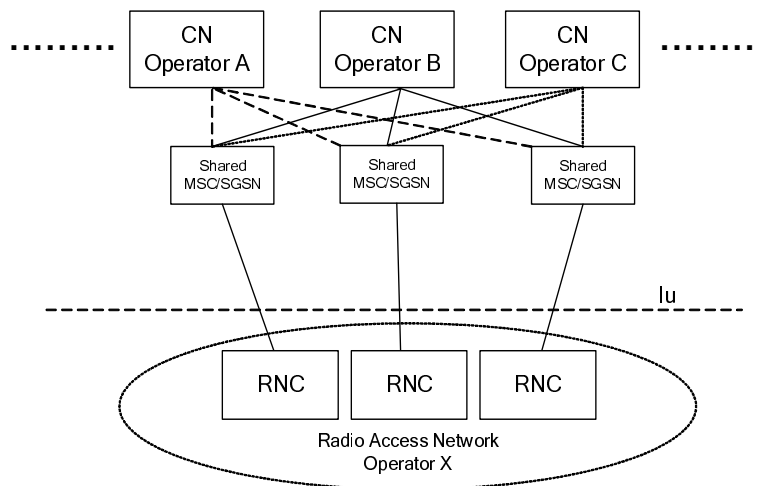 CN
Operator A
CN
Operator B
CN
Operator C
Shared
MSC/SGSN
Shared
MSC/SGSN
Shared
MSC/SGSN
Iu
RNC
RNC
RNC
Radio Access Network
Operator X